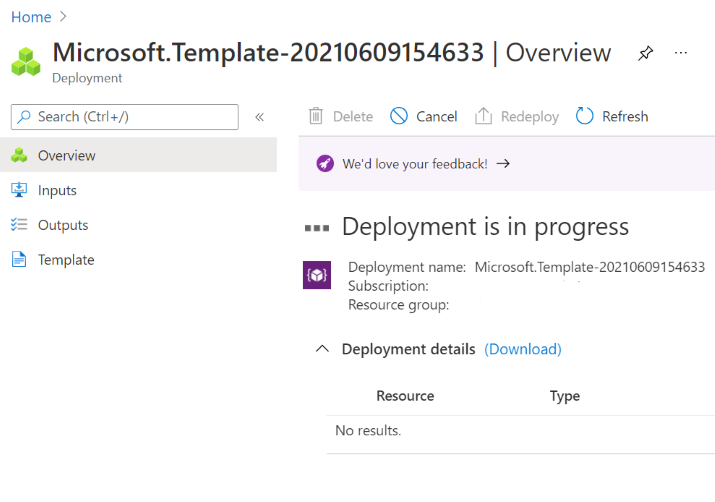 Home
Microsoft.Template-20210609154633 | Overview
Deployment
Search (Ctrl+/)
Delete
Cancel
Redeploy
Refresh
Overview
Inputs
Outputs
Template
We'd love your feedback!
Deployment is in progress
Deployment name: Microsoft.Template-20210609154633
Subscription:
Resource group:
Deployment details (Download)
Resource Type
No results.